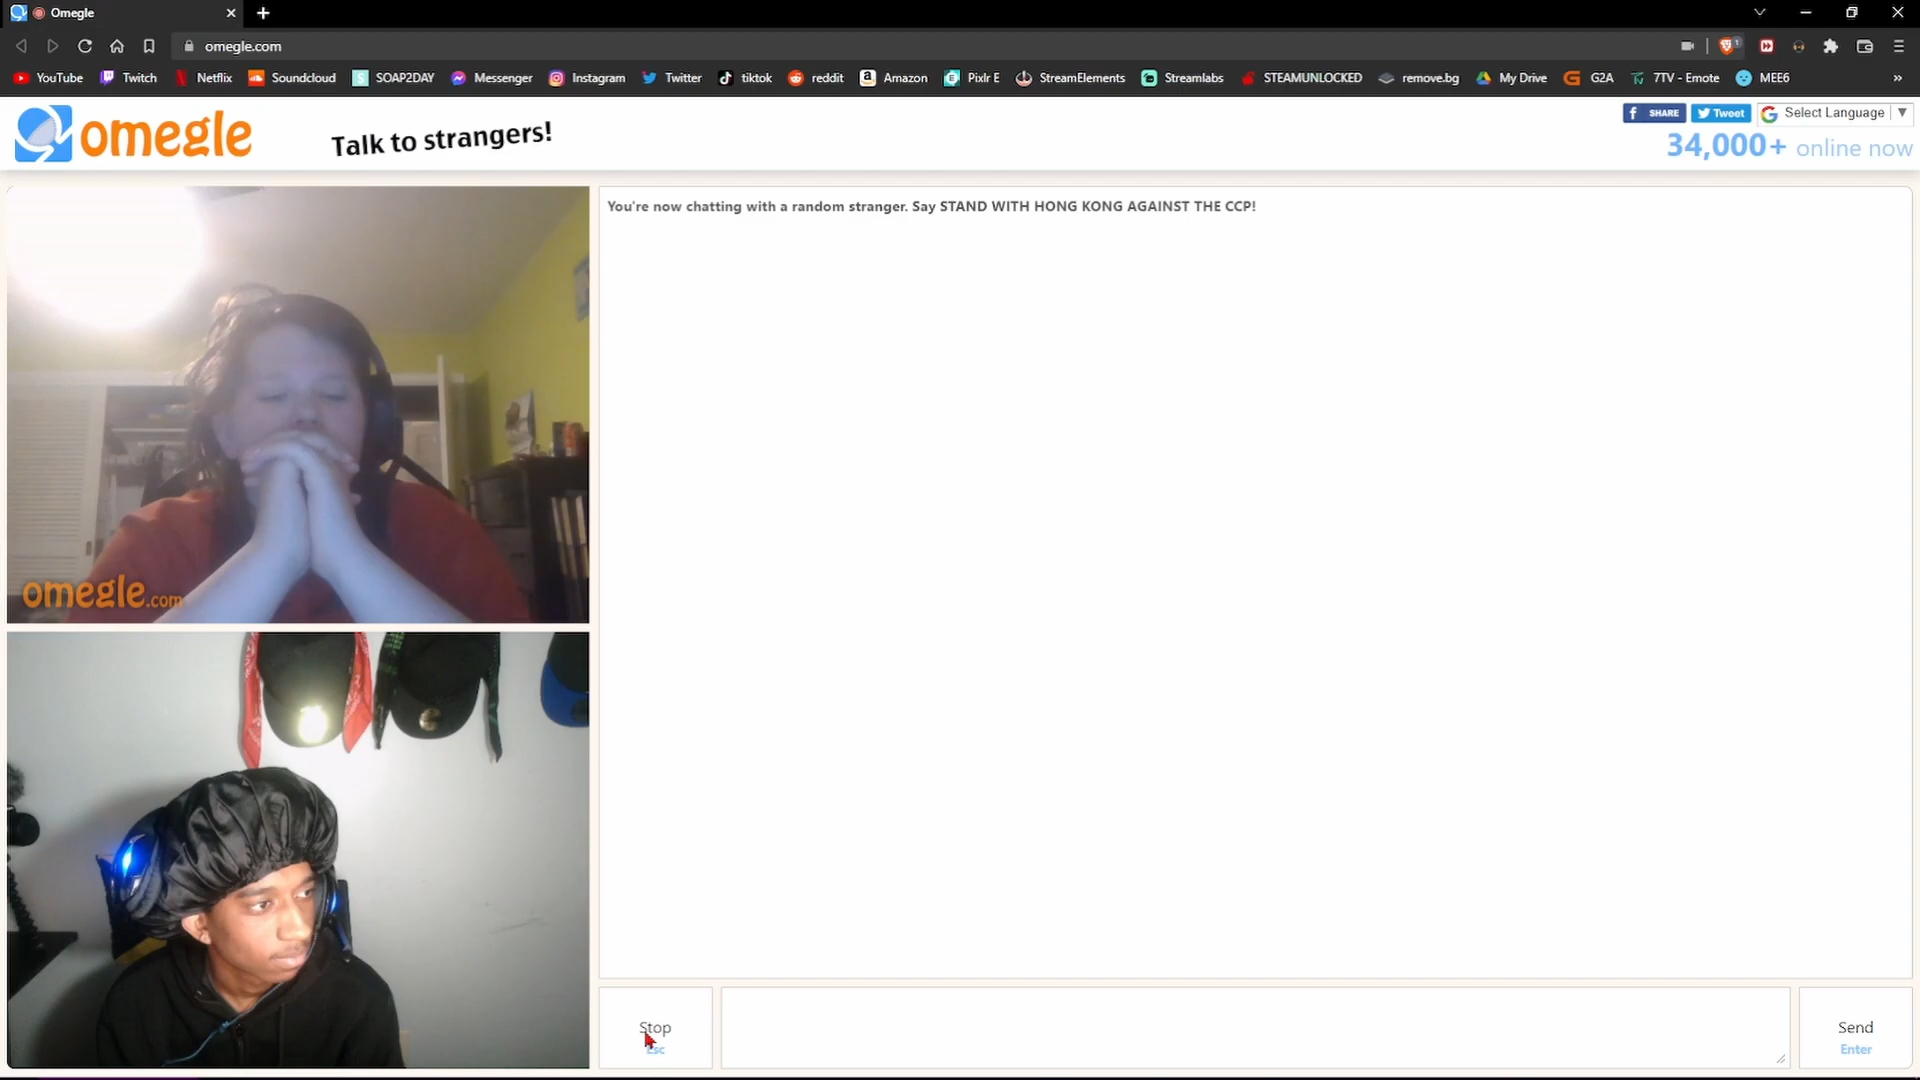 Omegle
omegle.com
1
YouTube Twitch Netflix Soundcloud SOAP2DAY Messenger Instagram Twitter tiktok reddit Amazon Pixlr E StreamElements Streamlabs STEAMUNLOCKED remove.bg My Drive G2A 7TV - Emote MEE6 »
omegle
Talk to strangers!
SHARE Tweet Select Language ▼
34,000+ online now
You're now chatting with a random stranger. Say STAND WITH HONG KONG AGAINST THE CCP!
omegle.com
Stop
Esc
Send
Enter